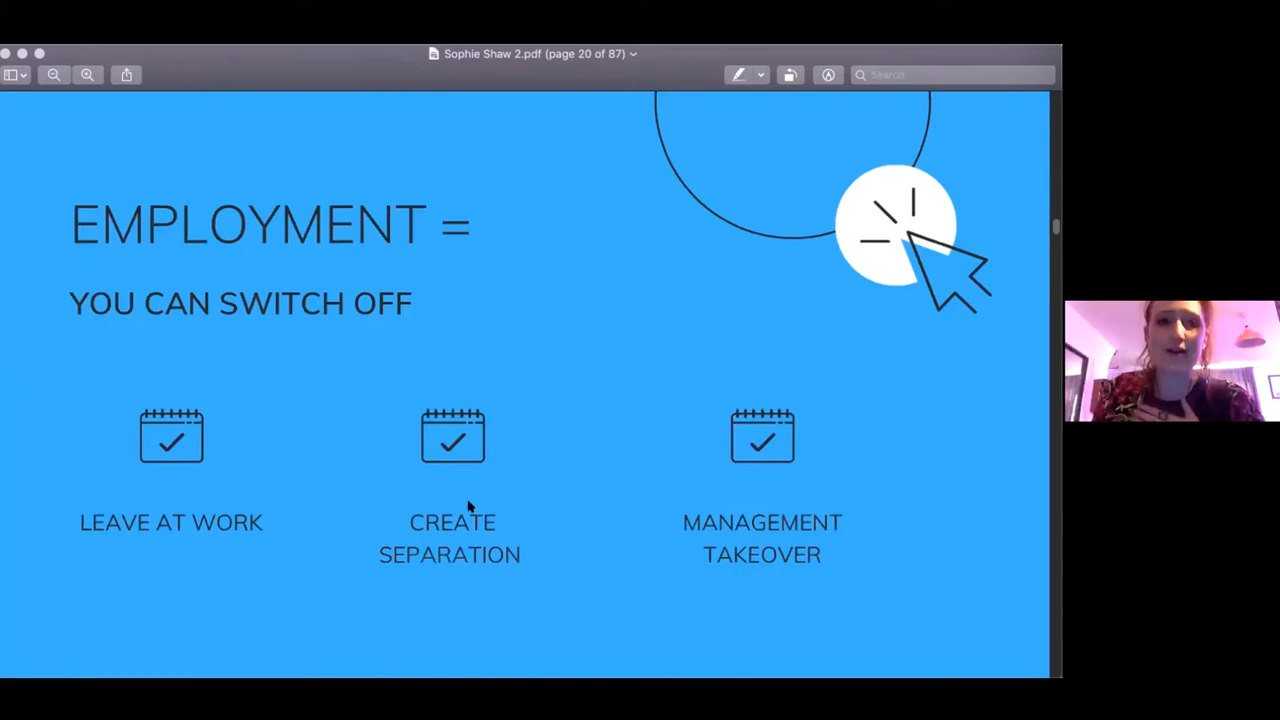 Sophie Shaw 2.pdf (page 20 of 87)
Search
EMPLOYMENT =
YOU CAN SWITCH OFF
LEAVE AT WORK
CREATE
SEPARATION
MANAGEMENT
TAKEOVER